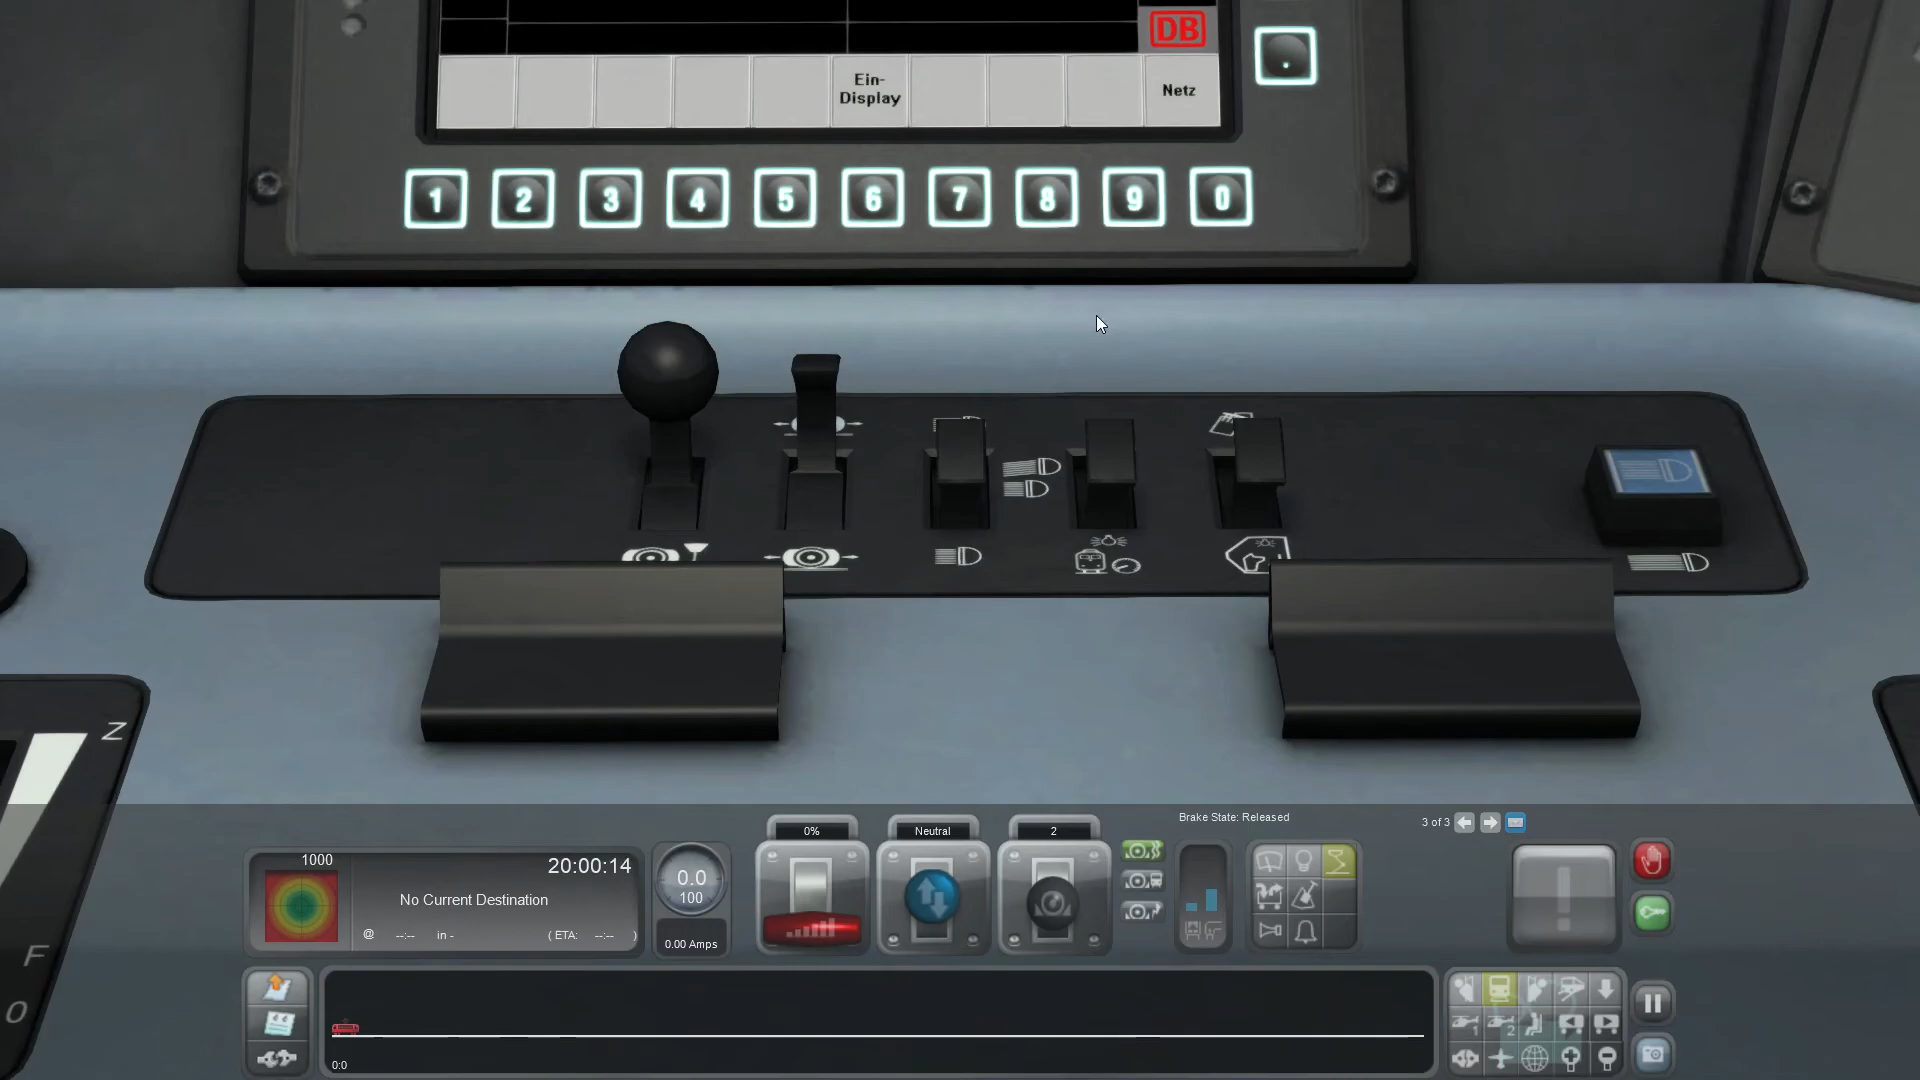 DB
Ein-
Display
Netz
1 2 3 4 5 6 7 8 9 0
Z
F
O
0%
Neutral
2
Brake State: Released
3 of 3
1000
20:00:14
No Current Destination
@ --:-- in - ( ETA: --:-- )
0.0
100
0.00 Amps
0:0
1
2